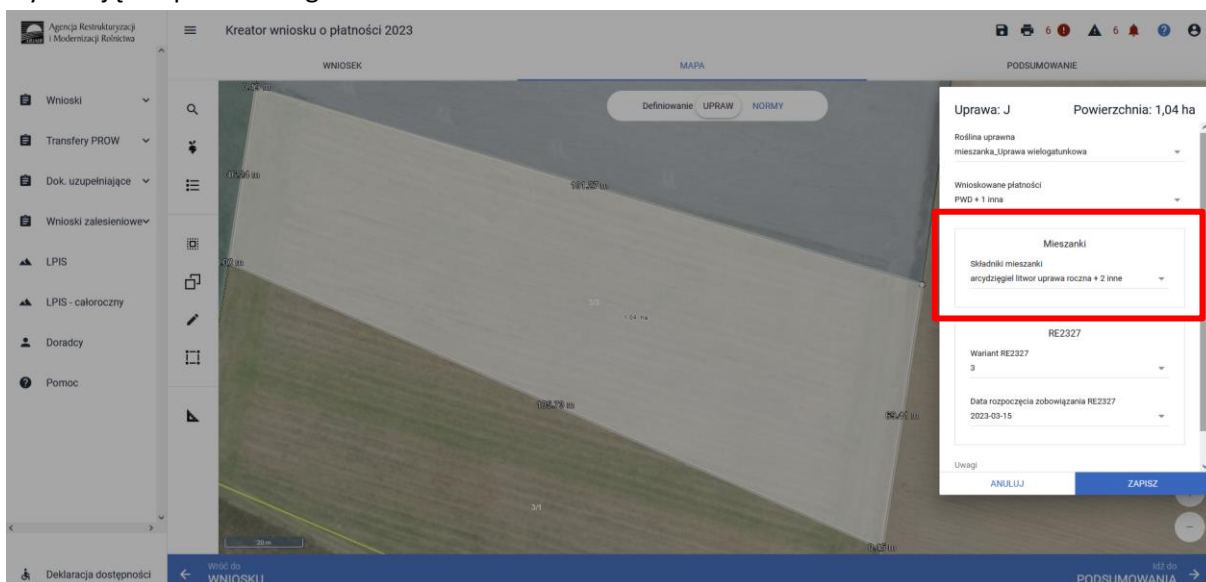 Agencja Restrukturyzacji
i Modernizacji Rolnictwa
Kreator wniosku o płatności 2023
6
6
WNIOSEK
MAPA
PODSUMOWANIE
Wnioski
Transfery PROW
Dok. uzupełniające
Wnioski zalesieniowe
LPIS
LPIS - całoroczny
Doradcy
Pomoc
Deklaracja dostępności
Definiowanie UPRAW NORMY
3/3
1.04 ha
3/1
20 m
Uprawa: J Powierzchnia: 1,04 ha
Roślina uprawna
mieszanka_Uprawa wielogatunkowa
Wnioskowane płatności
PWD + 1 inna
Mieszanki
Składniki mieszanki
arcydzięgiel litwor uprawa roczna + 2 inne
RE2327
Wariant RE2327
3
Data rozpoczęcia zobowiązania RE2327
2023-03-15
Uwagi
ANULUJ ZAPISZ
Wróć do
WNIOSKU
Idź do
PODSUMOWANIA